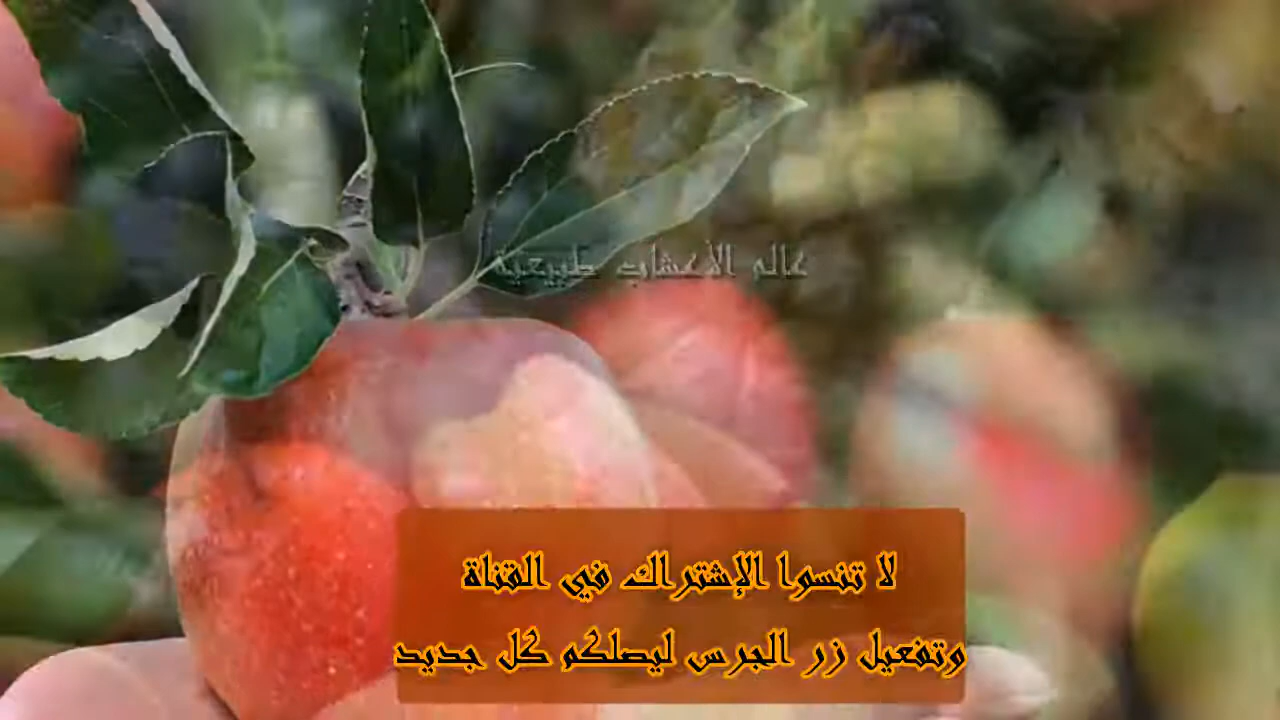 عالم الأعشاب طبيعية
لا تنسوا الإشتراك في القناة
وتفعيل زر الجرس ليصلكم كل جديد